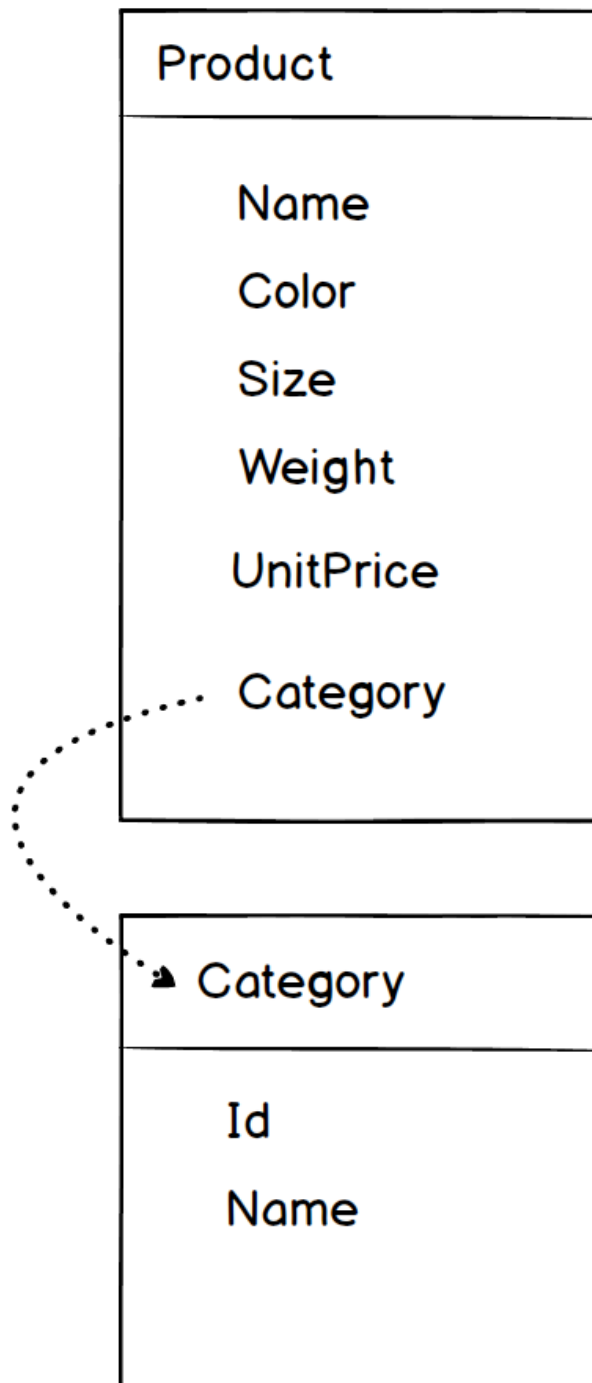 Product
Name
Color
Size
Weight
UnitPrice
Category
Category
Id
Name